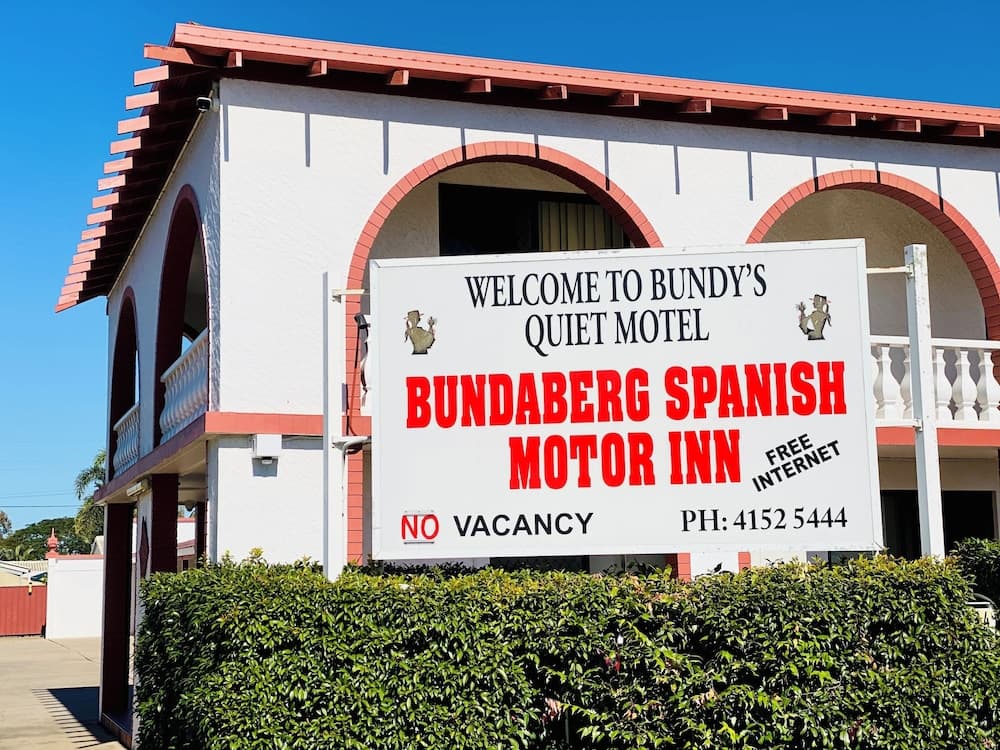 WELCOME TO BUNDY'S
QUIET MOTEL
BUNDABERG SPANISH
MOTOR INN
FREE
INTERNET
NO VACANCY
PH: 4152 5444